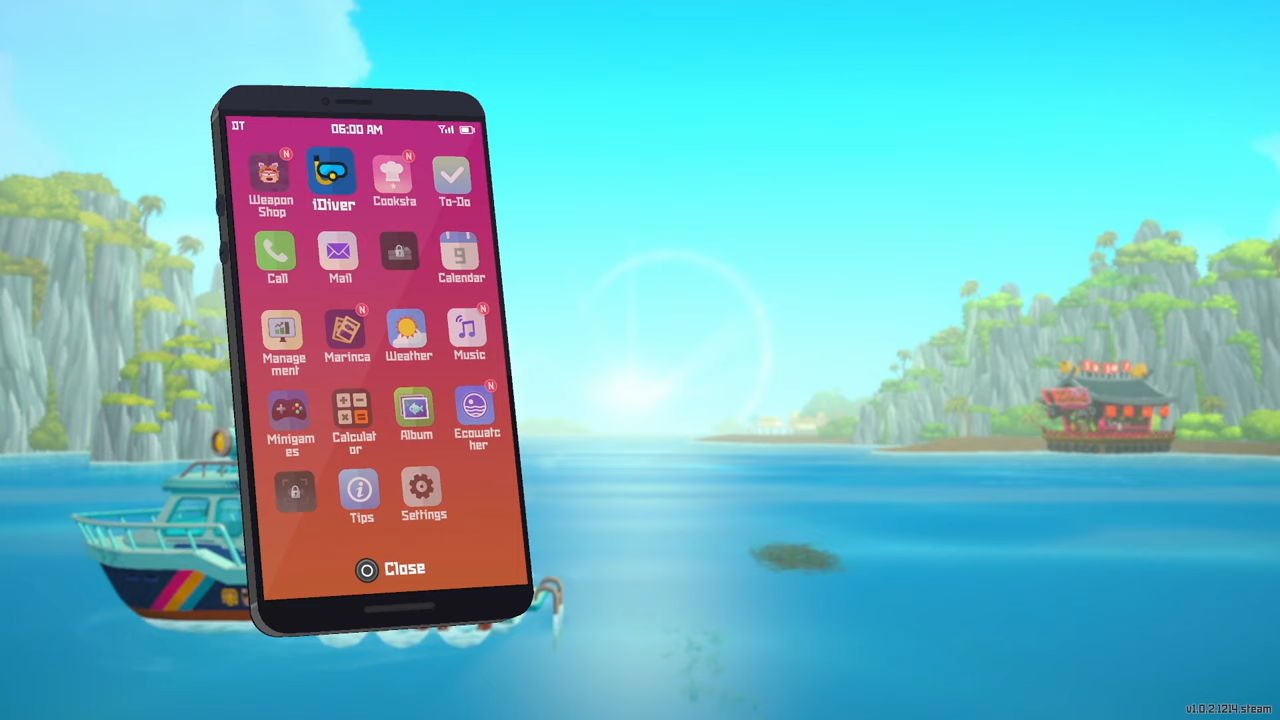 DT
06:00 AM
N
N
Weapon
Shop
iDiver
Cooksta
To-Do
9
Call
Mail
Calendar
N
N
Manage
ment
Marinca
Weather
Music
N
Minigam
es
Calculat
or
Album
Ecowatc
her
Tips
Settings
Close
v1.0.2.1214.steam